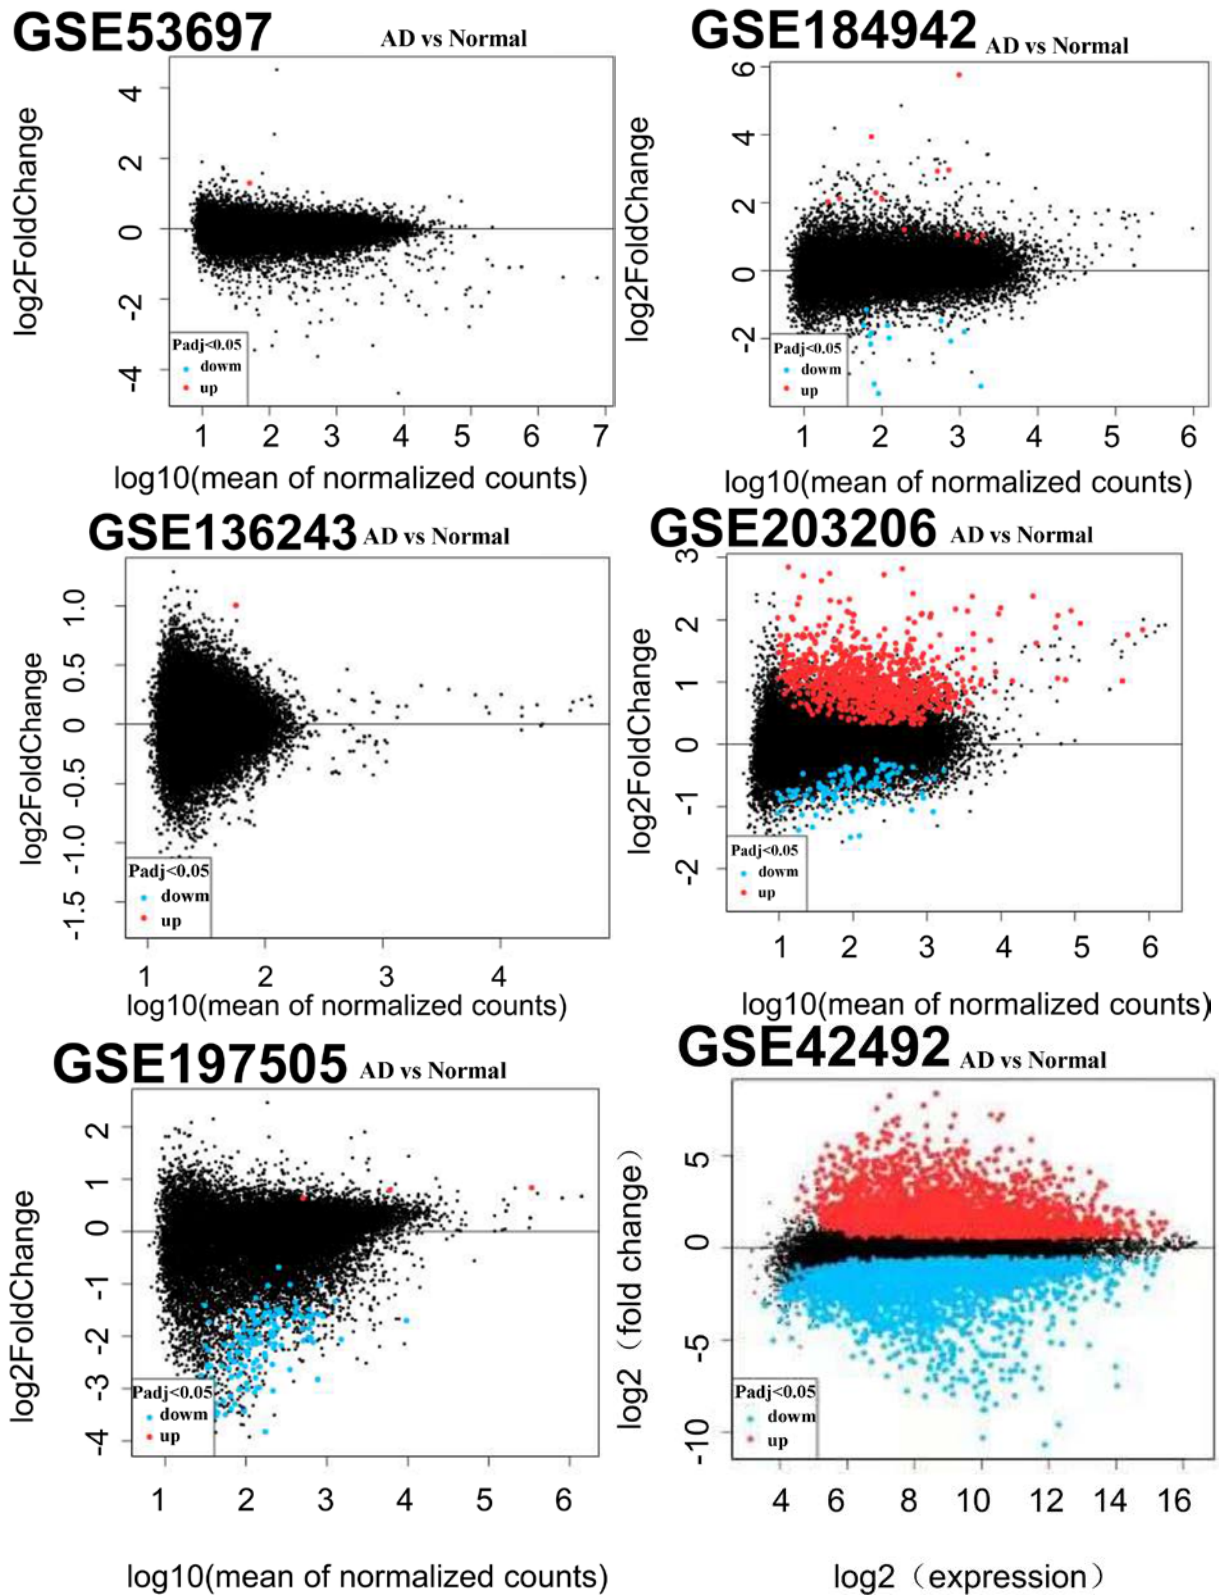 GSE53697 AD vs Normal
log2FoldChange
4
2
0
-2
-4
Padj<0.05
dowm
up
1 2 3 4 5 6 7
log10(mean of normalized counts)
GSE184942 AD vs Normal
log2FoldChange
6
4
2
0
-2
Padj<0.05
dowm
up
1 2 3 4 5 6
log10(mean of normalized counts)
GSE136243 AD vs Normal
log2FoldChange
1.0
0.5
0
-0.5
-1.0
-1.5
Padj<0.05
dowm
up
1 2 3 4
log10(mean of normalized counts)
GSE203206 AD vs Normal
log2FoldChange
3
2
1
0
-1
-2
Padj<0.05
dowm
up
1 2 3 4 5 6
log10(mean of normalized counts)
GSE197505 AD vs Normal
log2FoldChange
2
1
0
-1
-2
-3
-4
Padj<0.05
dowm
up
1 2 3 4 5 6
log10(mean of normalized counts)
GSE42492 AD vs Normal
log2（fold change）
5
0
-5
-10
Padj<0.05
dowm
up
4 6 8 10 12 14 16
log2（expression）